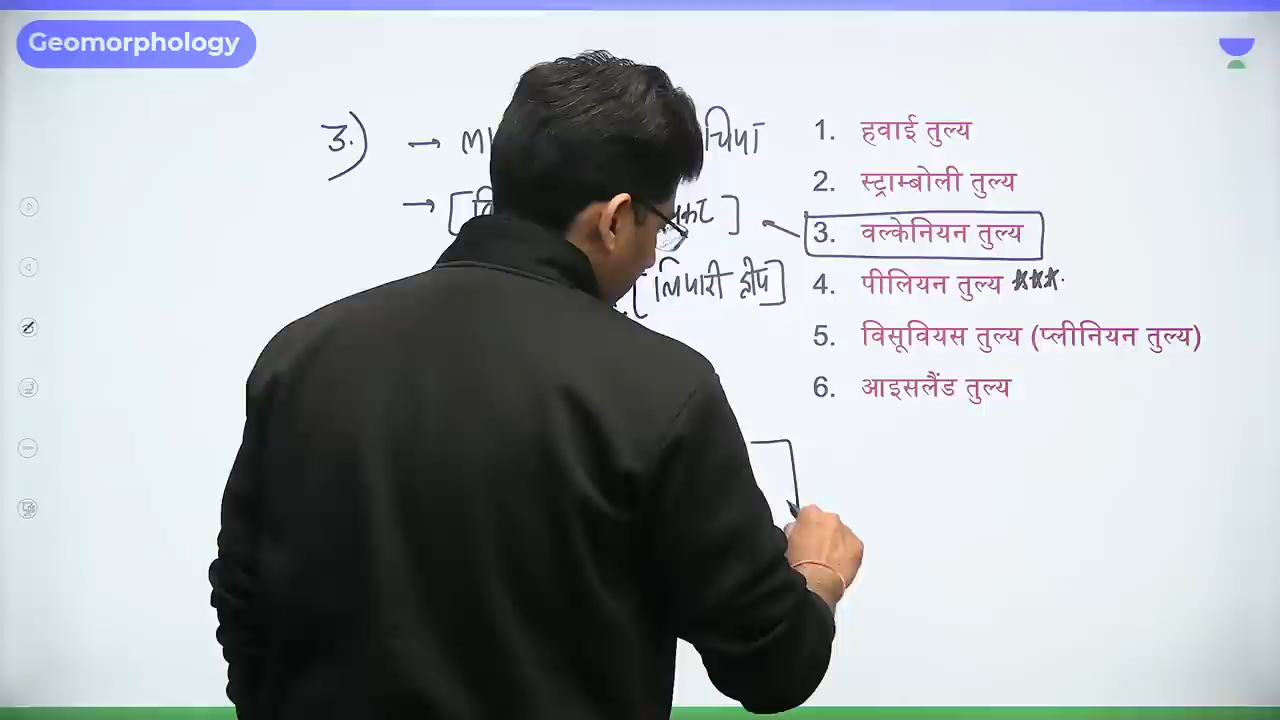 Geomorphology
3.) →
→ [ ]
[लिपारी द्वीप]
1. हवाई तुल्य
2. स्ट्राम्बोली तुल्य
3. वल्केनियन तुल्य
4. पीलियन तुल्य ***
5. विसूवियस तुल्य (प्लीनियन तुल्य)
6. आइसलैंड तुल्य